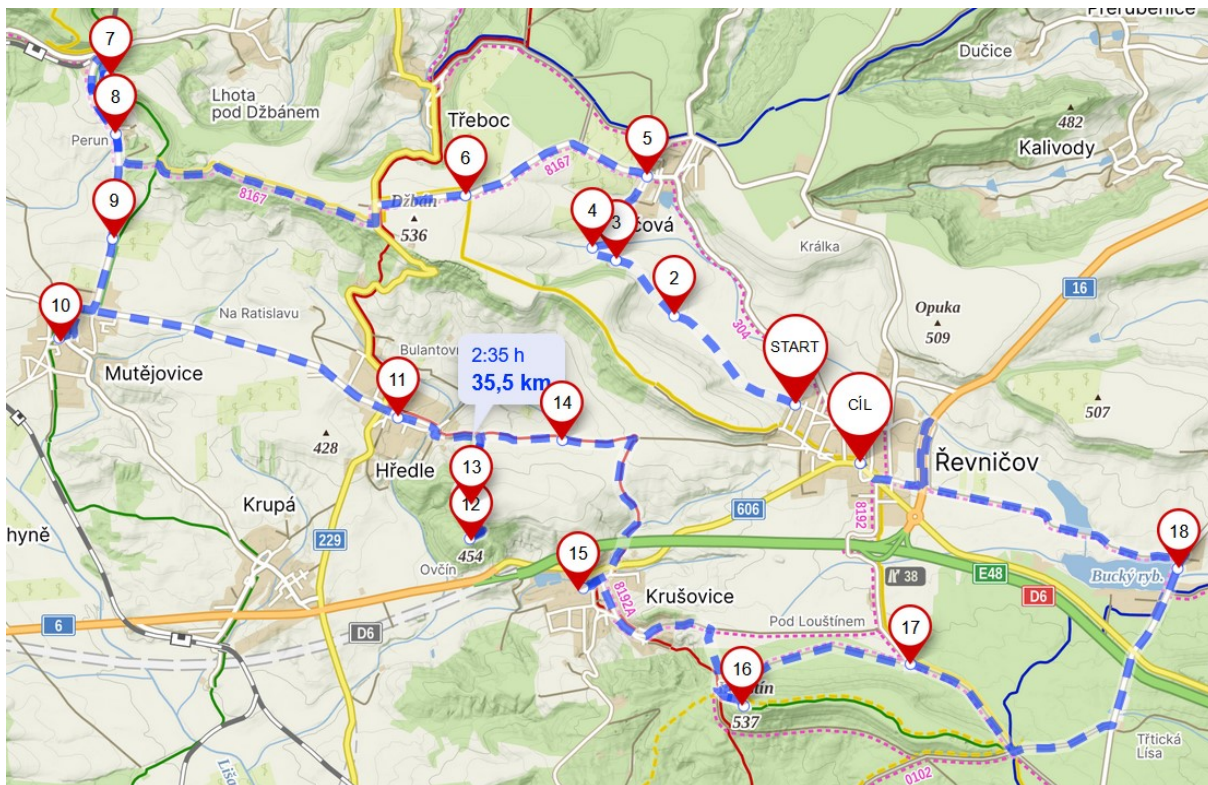 Přerubenice
7
Dučice
8
Lhota
pod Džbánem
482
Třeboc
Perun
5
Kalivody
6
8167
8167
9
Džbán
4
3
čová
536
Králka
2
16
10
Na Ratislavu
304
Opuka
509
START
Bulantov
2:35 h
35,5 km
Mutějovice
11
14
CÍL
507
428
13
Hředle
Řevničov
12
Krupá
606
hyně
229
8192
454
18
15
Ovčín
38
E48
Bucký ryb.
D6
6
D6
8192A
Krušovice
Pod Louštínem
17
16
tín
537
Třtická
Lísa
0102
Liša